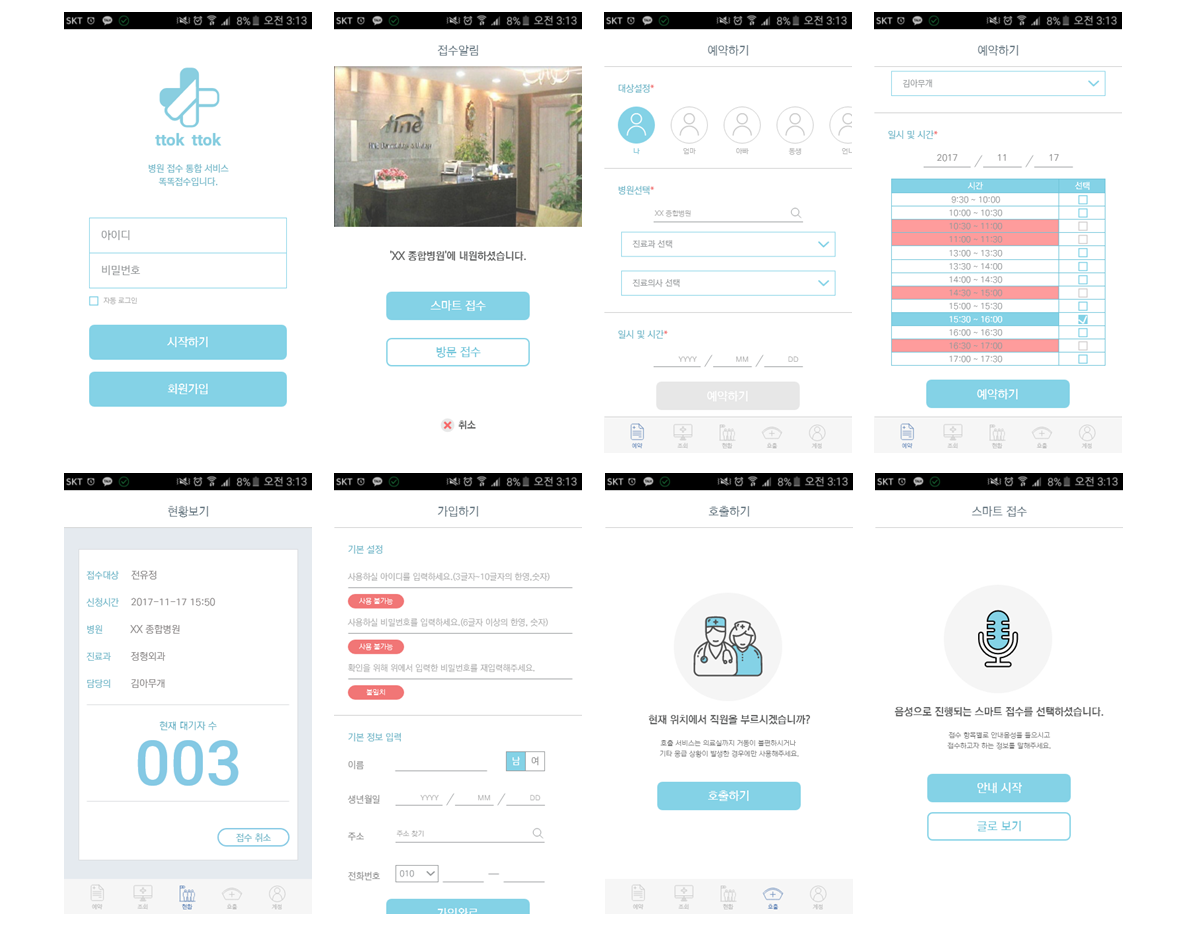 SKT 8% 오전 3:13
ttok ttok
병원 접수 통합 서비스
똑똑접수입니다.
아이디
비밀번호
자동 로그인
시작하기
회원가입
SKT 8% 오전 3:13
접수알림
fine
'XX 종합병원'에 내원하셨습니다.
스마트 접수
방문 접수
취소
SKT 8% 오전 3:13
예약하기
대상설정*
나 엄마 아빠 동생 언니
병원선택*
XX 종합병원
진료과 선택
진료의사 선택
일시 및 시간*
YYYY / MM / DD
예약하기
예약 조회 현황 호출 계정
SKT 8% 오전 3:13
예약하기
김아무개
일시 및 시간*
2017 / 11 / 17
시간 선택
9:30 ~ 10:00
10:00 ~ 10:30
10:30 ~ 11:00
11:00 ~ 11:30
13:00 ~ 13:30
13:30 ~ 14:00
14:00 ~ 14:30
14:30 ~ 15:00
15:00 ~ 15:30
15:30 ~ 16:00
16:00 ~ 16:30
16:30 ~ 17:00
17:00 ~ 17:30
예약하기
예약 조회 현황 호출 계정
SKT 8% 오전 3:13
현황보기
접수대상 전유정
신청시간 2017-11-17 15:50
병원 XX 종합병원
진료과 정형외과
담당의 김아무개
현재 대기자 수
003
접수 취소
예약 조회 현황 호출 계정
SKT 8% 오전 3:13
가입하기
기본 설정
사용하실 아이디를 입력하세요.(3글자-10글자의 한영,숫자)
사용 불가능
사용하실 비밀번호를 입력하세요.(6글자 이상의 한영, 숫자)
사용 불가능
확인을 위해 위에서 입력한 비밀번호를 재입력해주세요.
불일치
기본 정보 입력
이름 남 여
생년월일 YYYY / MM / DD
주소 주소 찾기
전화번호 010 —
가입완료
SKT 8% 오전 3:13
호출하기
현재 위치에서 직원을 부르시겠습니까?
호출 서비스는 의료실까지 거동이 불편하시거나
기타 응급 상황이 발생한 경우에만 사용해주세요.
호출하기
예약 조회 현황 호출 계정
SKT 8% 오전 3:13
스마트 접수
음성으로 진행되는 스마트 접수를 선택하셨습니다.
접수 항목별로 안내음성을 들으시고
접수하고자 하는 정보를 말해주세요.
안내 시작
글로 보기